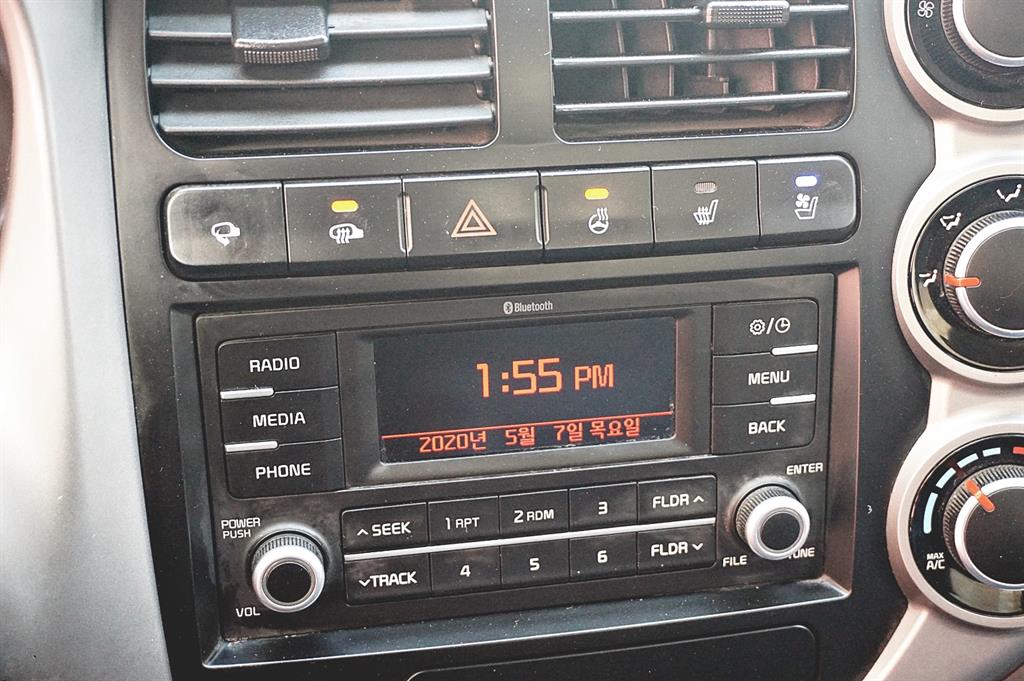 Bluetooth
RADIO
MEDIA
PHONE
1:55 PM
2020년 5월 7일 목요일
MENU
BACK
POWER
PUSH
VOL
SEEK
1 RPT
2 RDM
3
FLDR
TRACK
4
5
6
FLDR
ENTER
FILE
TUNE
MAX
A/C